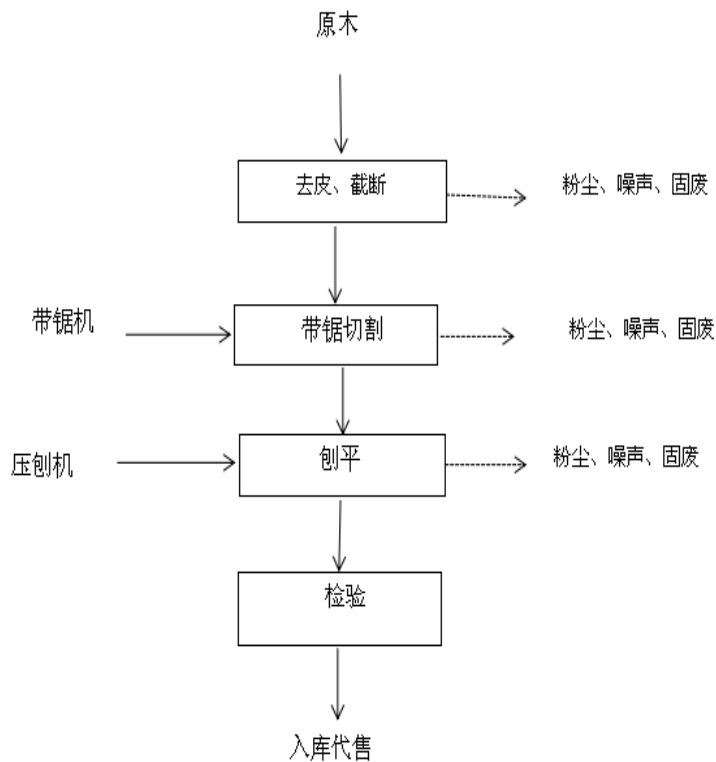 原木
去皮、截断
粉尘、噪声、固废
带锯机
带锯切割
粉尘、噪声、固废
压刨机
刨平
粉尘、噪声、固废
检验
入库代售